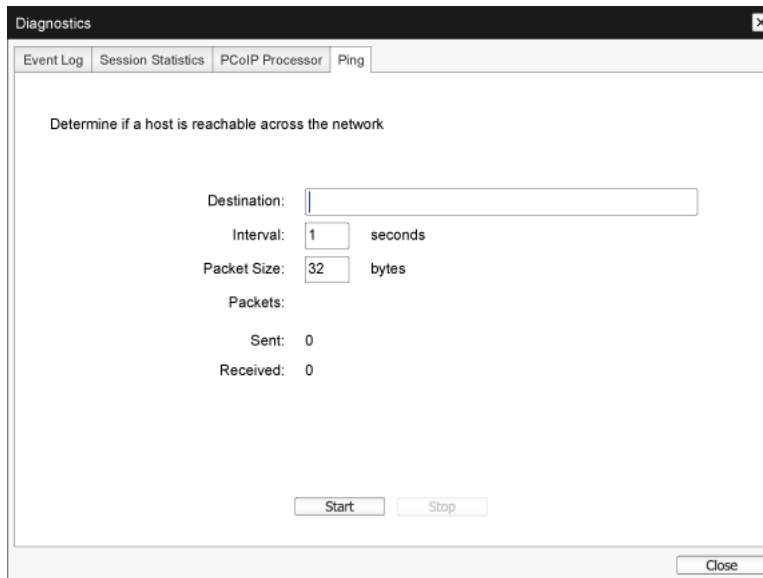 Diagnostics
Event Log Session Statistics PCoIP Processor Ping
Determine if a host is reachable across the network
Destination:
Interval: 1 seconds
Packet Size: 32 bytes
Packets:
Sent: 0
Received: 0
Start Stop
Close